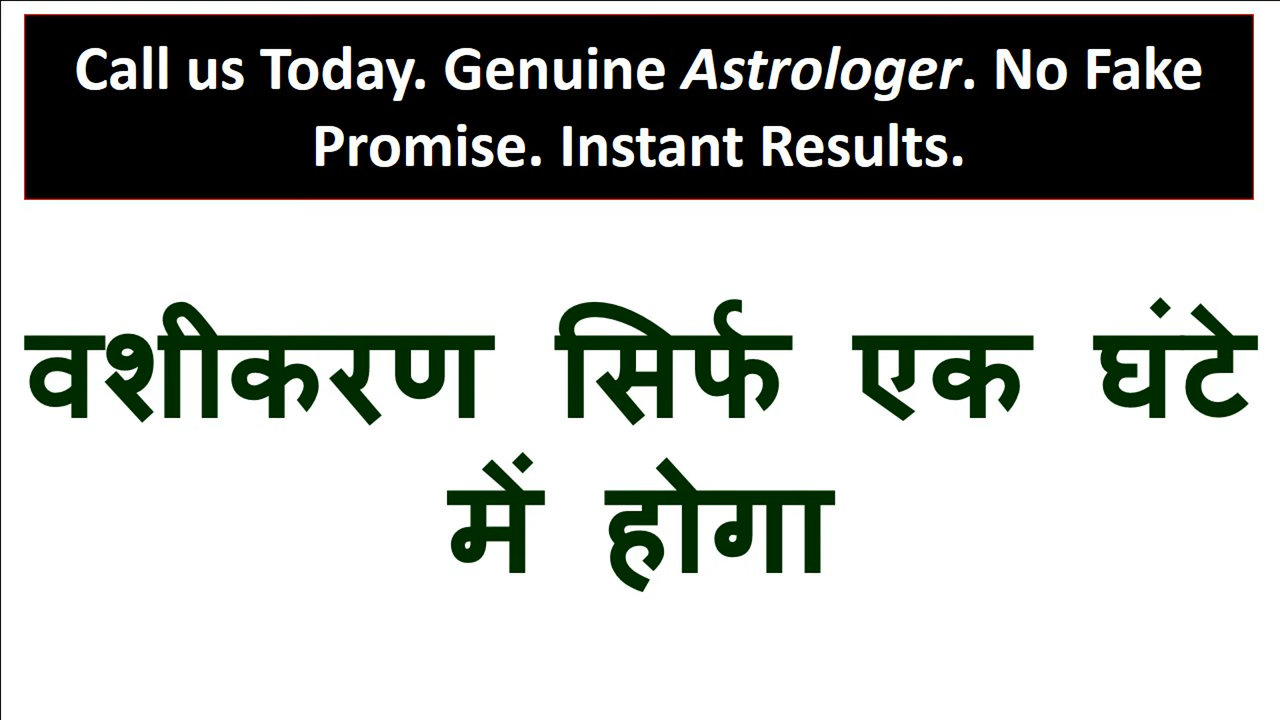 Call us Today. Genuine Astrologer. No Fake
Promise. Instant Results.
वशीकरण सिर्फ एक घंटे
में होगा